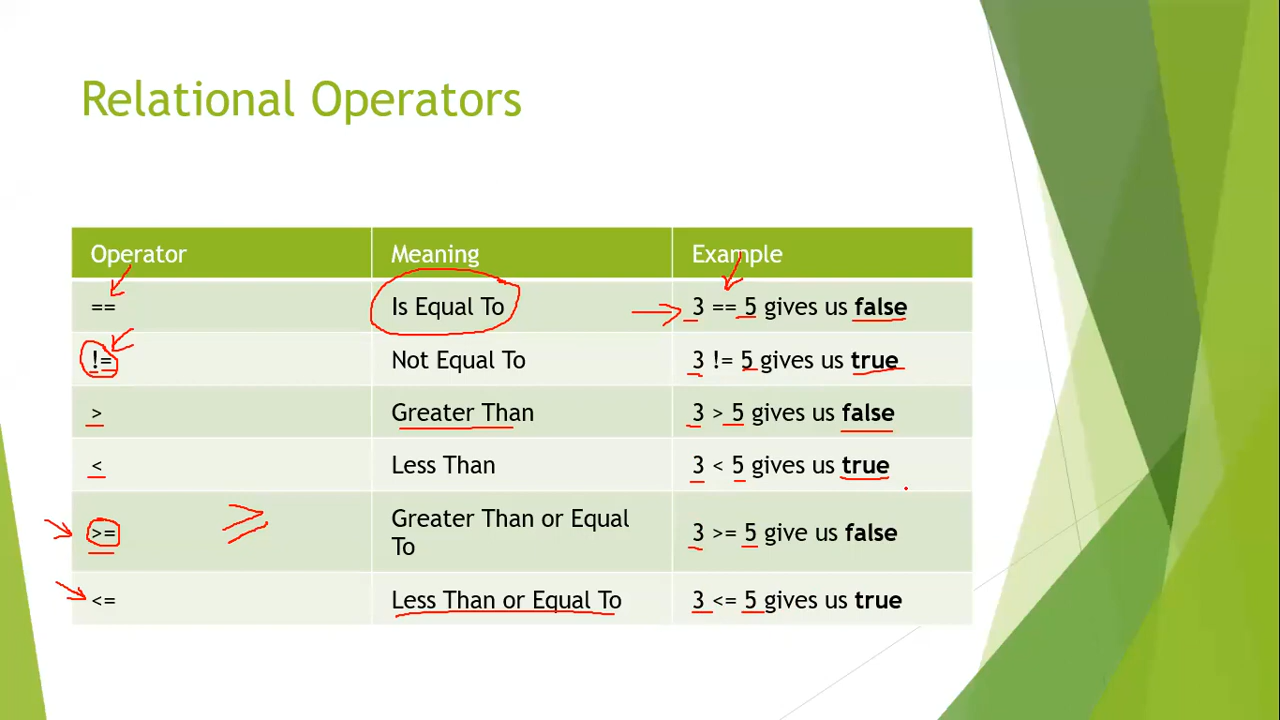 Relational Operators
Operator Meaning Example
== Is Equal To 3 == 5 gives us false
!= Not Equal To 3 != 5 gives us true
> Greater Than 3 > 5 gives us false
< Less Than 3 < 5 gives us true
>= ≥ Greater Than or Equal
To 3 >= 5 give us false
<= Less Than or Equal To 3 <= 5 gives us true